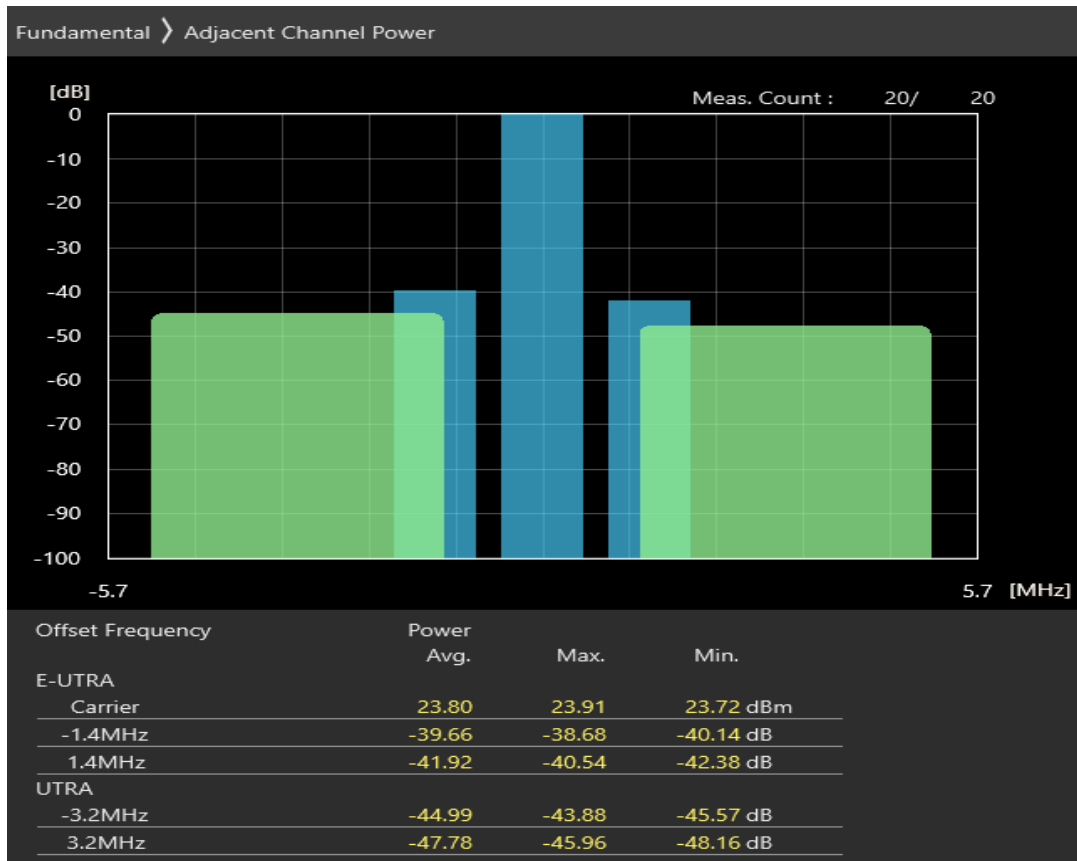 Fundamental 〉 Adjacent Channel Power
[dB]
Meas. Count : 20/ 20
0
-10
-20
-30
-40
-50
-60
-70
-80
-90
-100
-5.7 5.7 [MHz]
Offset Frequency Power
Avg. Max. Min.
E-UTRA
Carrier 23.80 23.91 23.72 dBm
-1.4MHz -39.66 -38.68 -40.14 dB
1.4MHz -41.92 -40.54 -42.38 dB
UTRA
-3.2MHz -44.99 -43.88 -45.57 dB
3.2MHz -47.78 -45.96 -48.16 dB